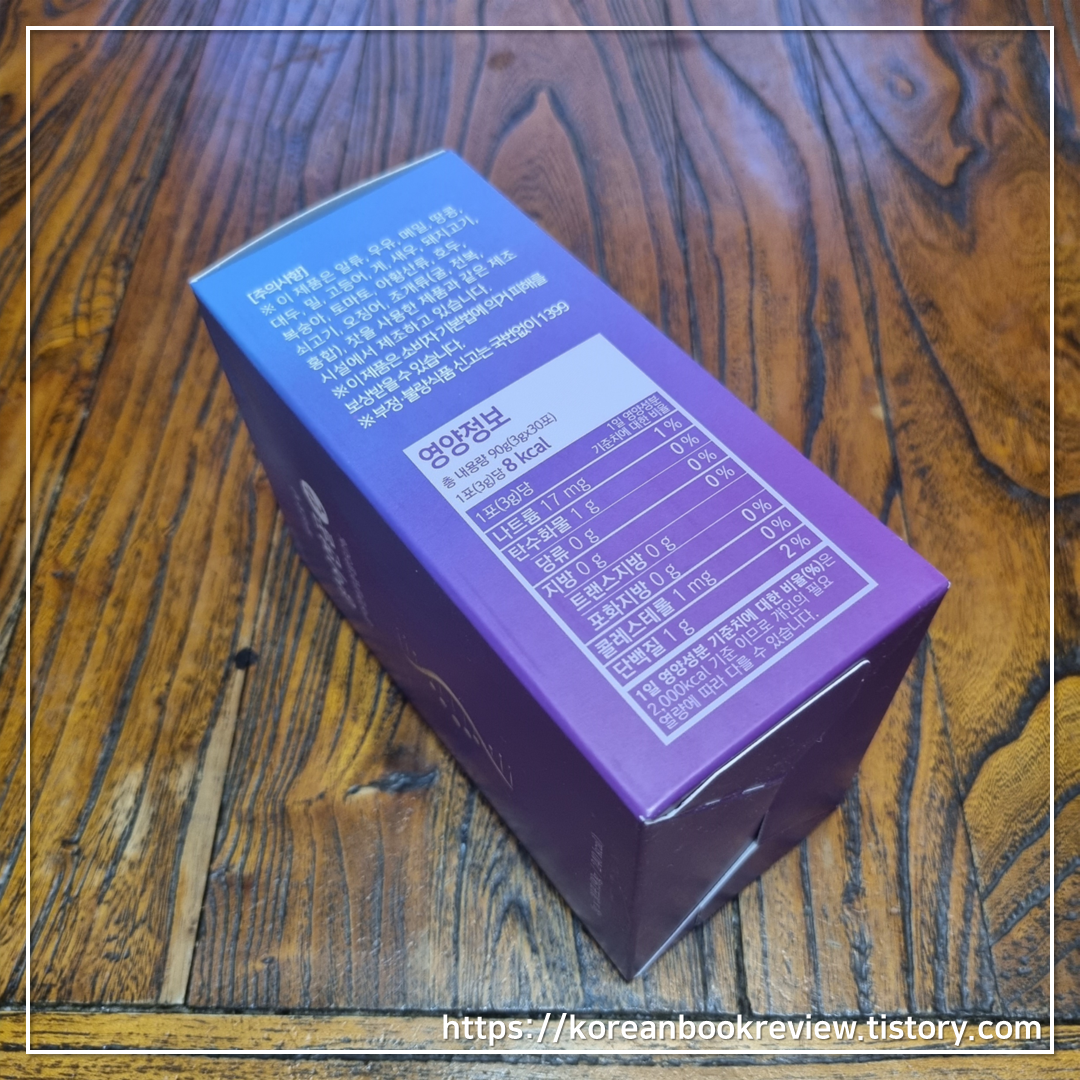 [주의사항]
※ 이 제품은 알류, 우유, 메밀, 땅콩,
대두, 밀, 고등어, 게, 새우, 돼지고기,
복숭아, 토마토, 아황산류, 호두,
쇠고기, 오징어, 조개류(굴, 전복,
홍합), 잣을 사용한 제품과 같은 제조
시설에서 제조하고 있습니다.
※ 이 제품은 소비자기본법에 의거 피해를
보상받을 수 있습니다.
※ 부정·불량식품 신고는 국번없이 1399
영양정보
총 내용량 90g(3g×30포)
1포(3g)당 8 kcal
1포(3g)당 1일 영양성분 기준치에 대한 비율
나트륨 17 mg 1%
탄수화물 1 g 0%
당류 0 g 0%
지방 0 g 0%
트랜스지방 0 g
포화지방 0 g 0%
콜레스테롤 1 mg 0%
단백질 1 g 2%
1일 영양성분 기준치에 대한 비율(%)은
2,000kcal 기준 이므로 개인의 필요
열량에 따라 다를 수 있습니다.
https://koreanbookreview.tistory.com